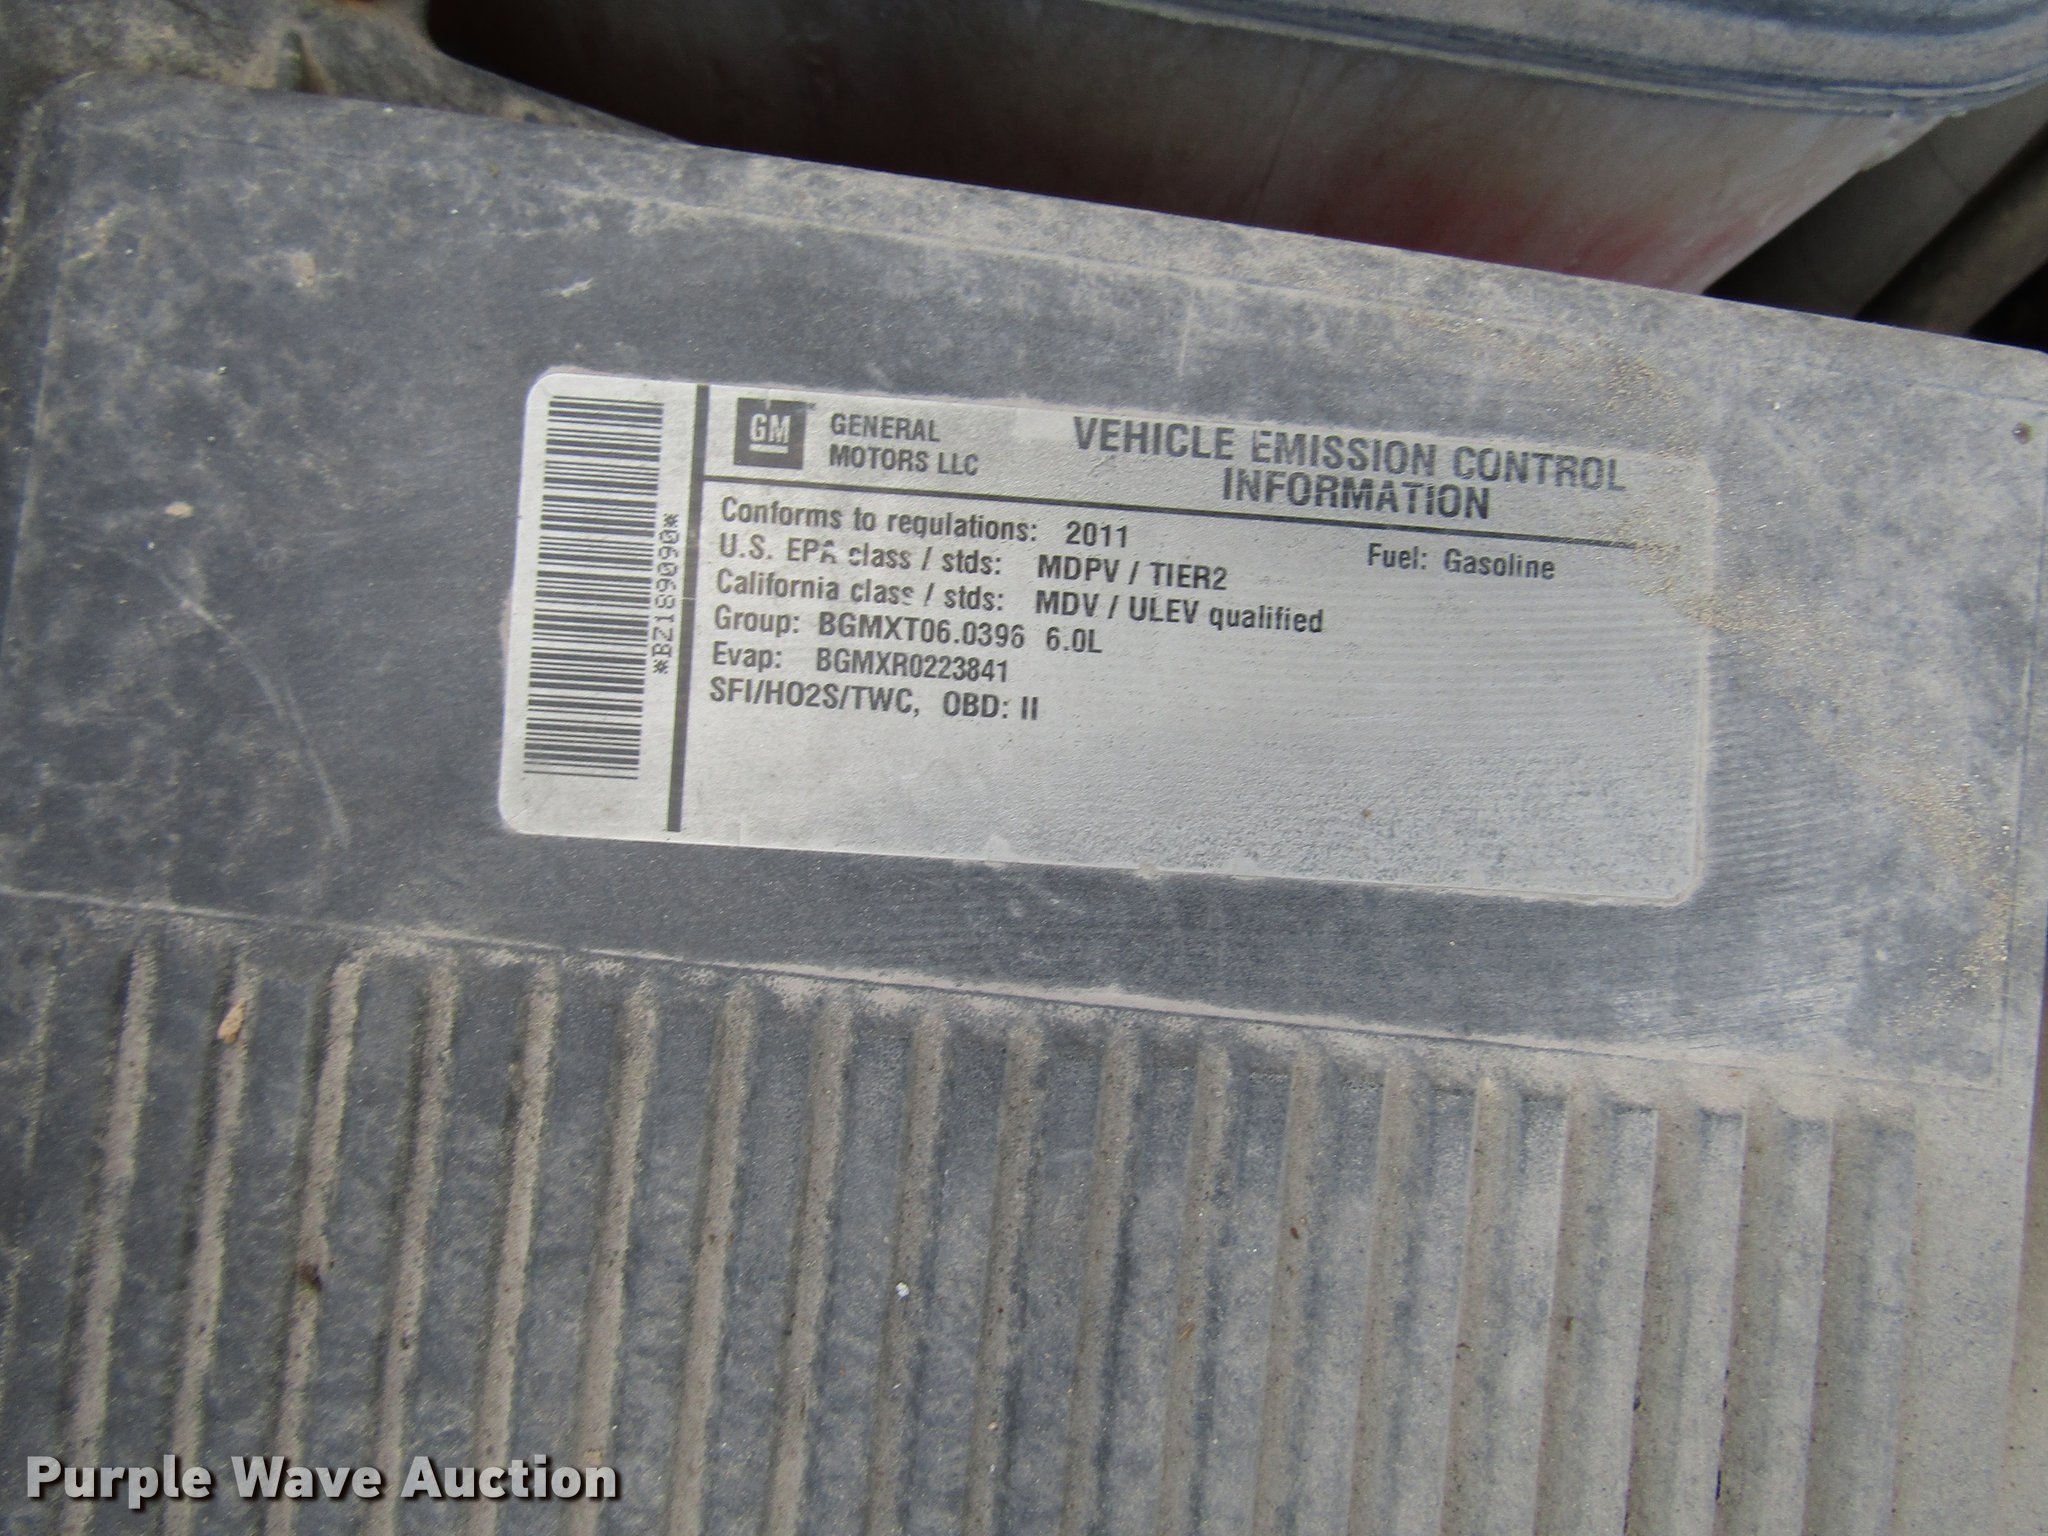 GM
GENERAL
MOTORS LLC
VEHICLE EMISSION CONTROL
INFORMATION
Conforms to regulations: 2011
Fuel: Gasoline
U.S. EPA class / stds: MDPV / TIER2
California class / stds: MDV / ULEV qualified
Group: BGMXT06.0396 6.0L
Evap: BGMXR0223841
SFI/HO2S/TWC, OBD: II
*BZ1896090*
Purple Wave Auction